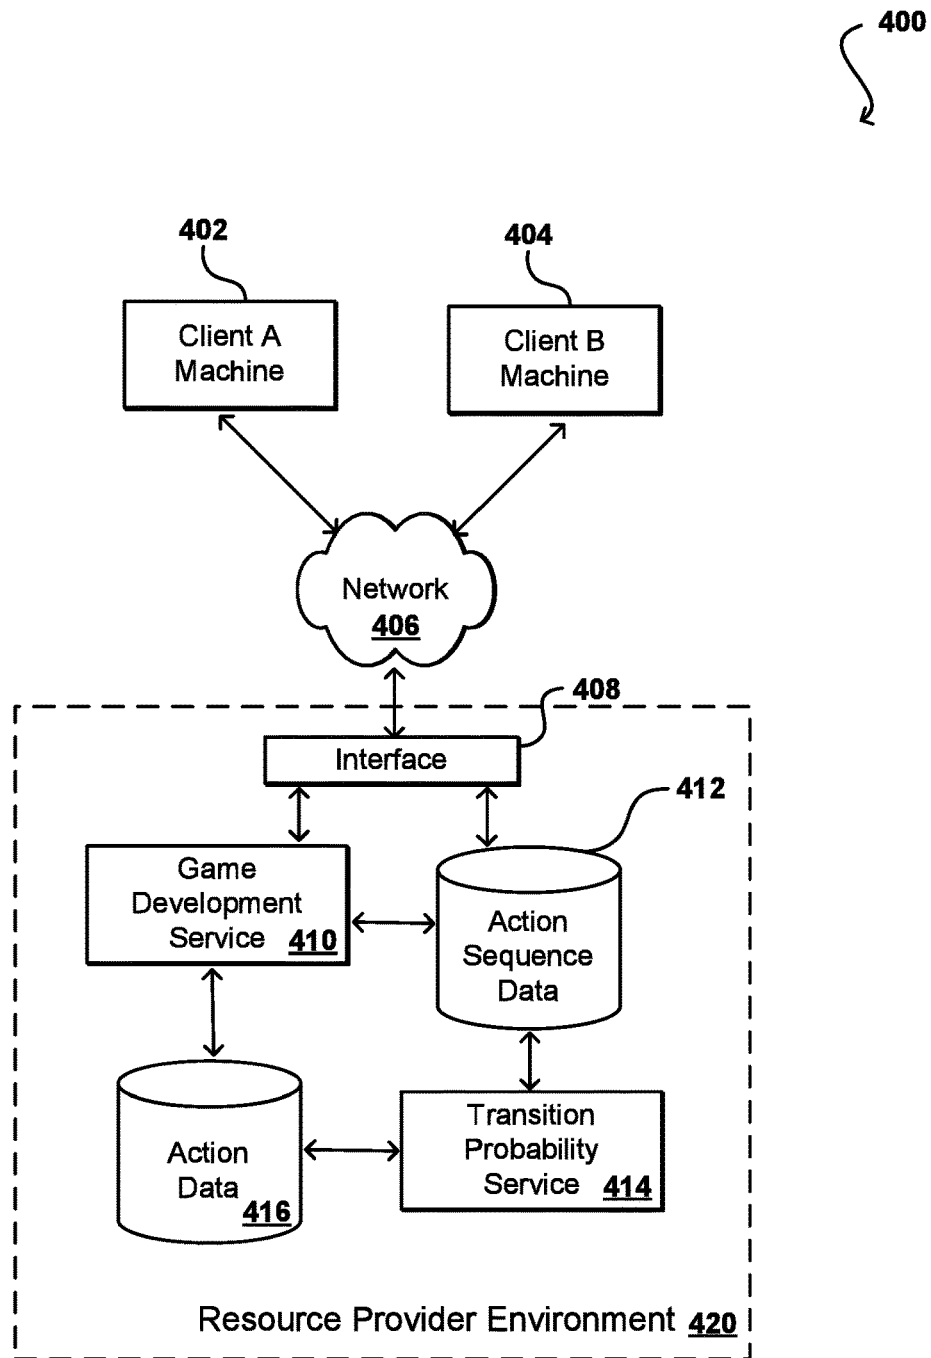 400
402
404
Client A
Machine
Client B
Machine
Network
406
408
Interface
412
Game
Development
Service 410
Action
Sequence
Data
Action
Data 416
Transition
Probability
Service 414
Resource Provider Environment 420